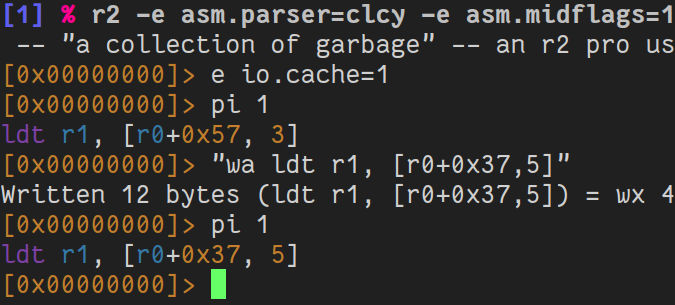 [1] % r2 -e asm.parser=clcy -e asm.midflags=1
-- "a collection of garbage" -- an r2 pro us
[0x00000000]> e io.cache=1
[0x00000000]> pi 1
ldt r1, [r0+0x57, 3]
[0x00000000]> "wa ldt r1, [r0+0x37,5]"
Written 12 bytes (ldt r1, [r0+0x37,5]) = wx 4
[0x00000000]> pi 1
ldt r1, [r0+0x37, 5]
[0x00000000]>